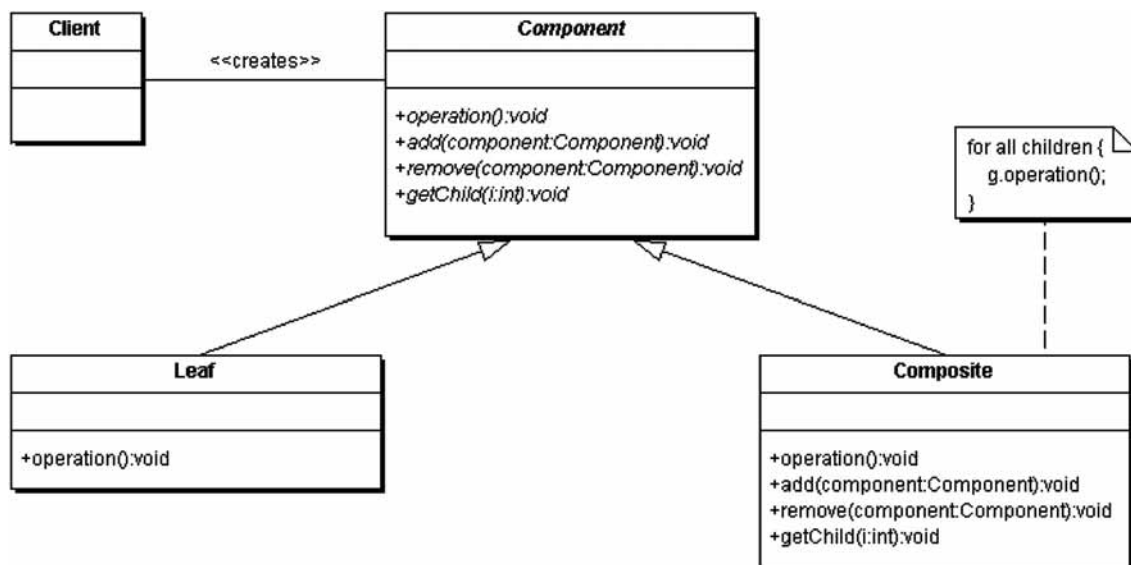 Client
<<creates>>
Component
+operation():void
+add(component:Component):void
+remove(component:Component):void
+getChild(i:int):void
for all children {
g.operation();
}
Leaf
+operation():void
Composite
+operation():void
+add(component:Component):void
+remove(component:Component):void
+getChild(i:int):void